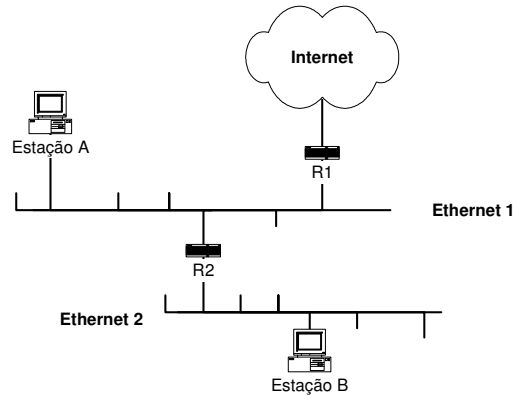 Internet
Estação A
R1
Ethernet 1
R2
Ethernet 2
Estação B